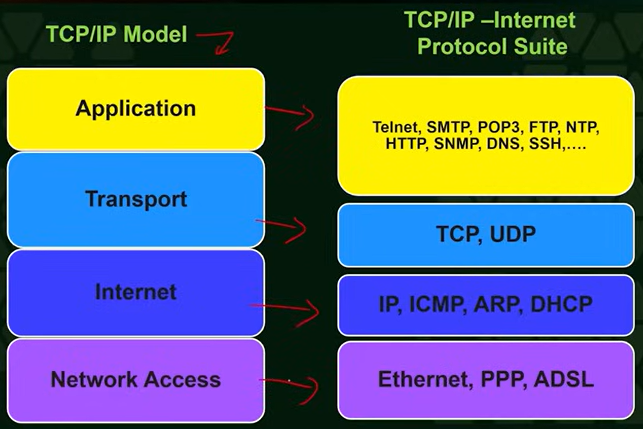 TCP/IP Model
TCP/IP –Internet
Protocol Suite
Application
Telnet, SMTP, POP3, FTP, NTP,
HTTP, SNMP, DNS, SSH,....
Transport
TCP, UDP
Internet
IP, ICMP, ARP, DHCP
Network Access
Ethernet, PPP, ADSL